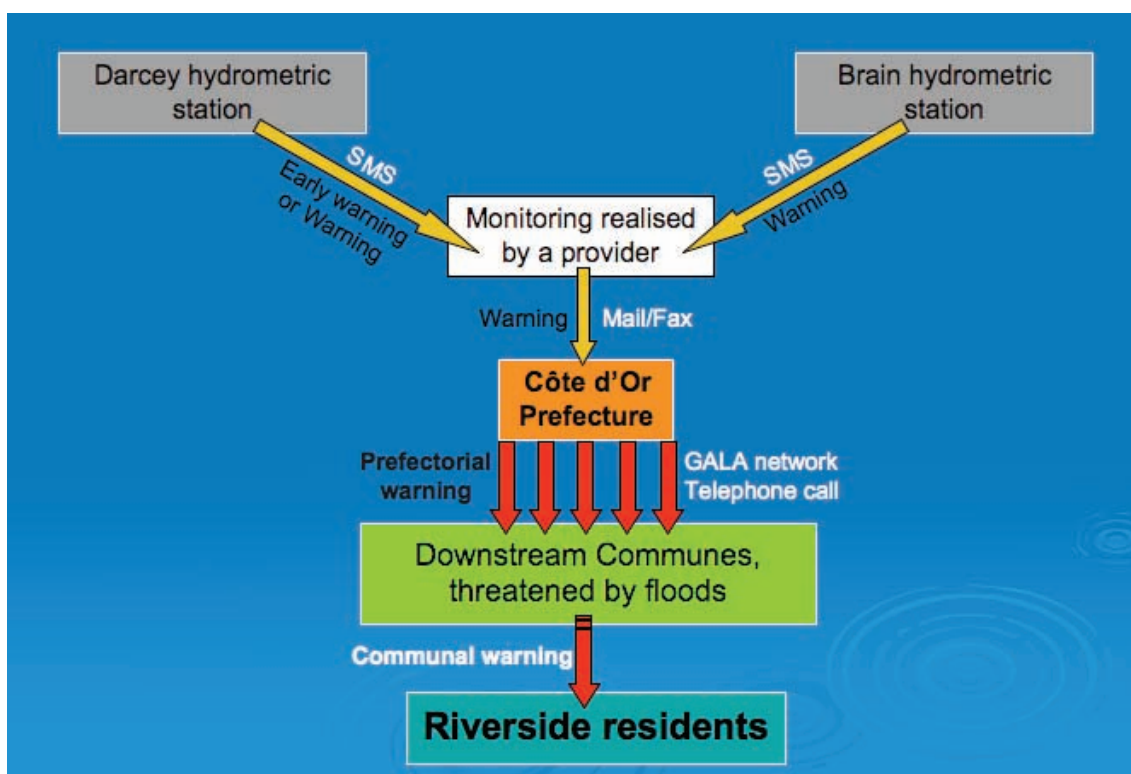 Darcey hydrometric
station
Brain hydrometric
station
SMS
Early warning
or Warning
SMS
Warning
Monitoring realised
by a provider
Warning
Mail/Fax
Côte d'Or
Prefecture
Prefectorial
warning
GALA network
Telephone call
Downstream Communes,
threatened by floods
Communal warning
Riverside residents